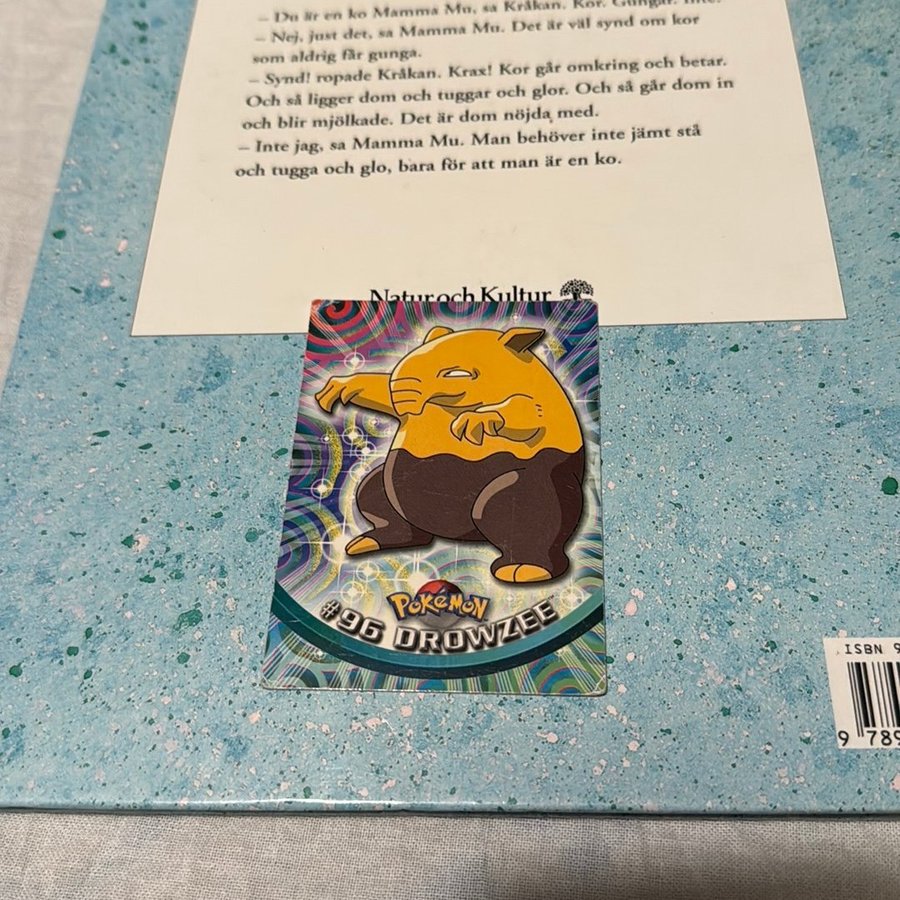 – Du är en ko Mamma Mu, sa Kråkan. Kor. Gungar. Inte.
– Nej, just det, sa Mamma Mu. Det är väl synd om kor
som aldrig får gunga.
– Synd! ropade Kråkan. Krax! Kor går omkring och betar.
Och så ligger dom och tuggar och glor. Och så går dom in
och blir mjölkade. Det är dom nöjda med.
– Inte jag, sa Mamma Mu. Man behöver inte jämt stå
och tugga och glo, bara för att man är en ko.
Natur och Kultur
POKéMON
#96 DROWZEE
ISBN 9
9 789